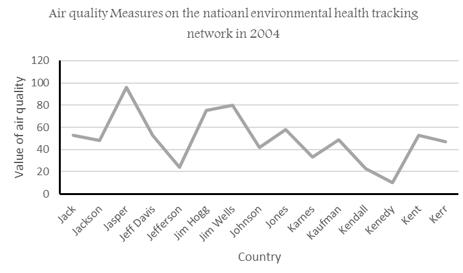 Air quality Measures on the natioanl environmental health tracking
network in 2004
120
100
80
60
40
20
0
Value of air quality
Jack
Jackson
Jasper
Jeff Davis
Jefferson
Jim Hogg
Jim Wells
Johnson
Jones
Karnes
Kaufman
Kendall
Kenedy
Kent
Kerr
Country